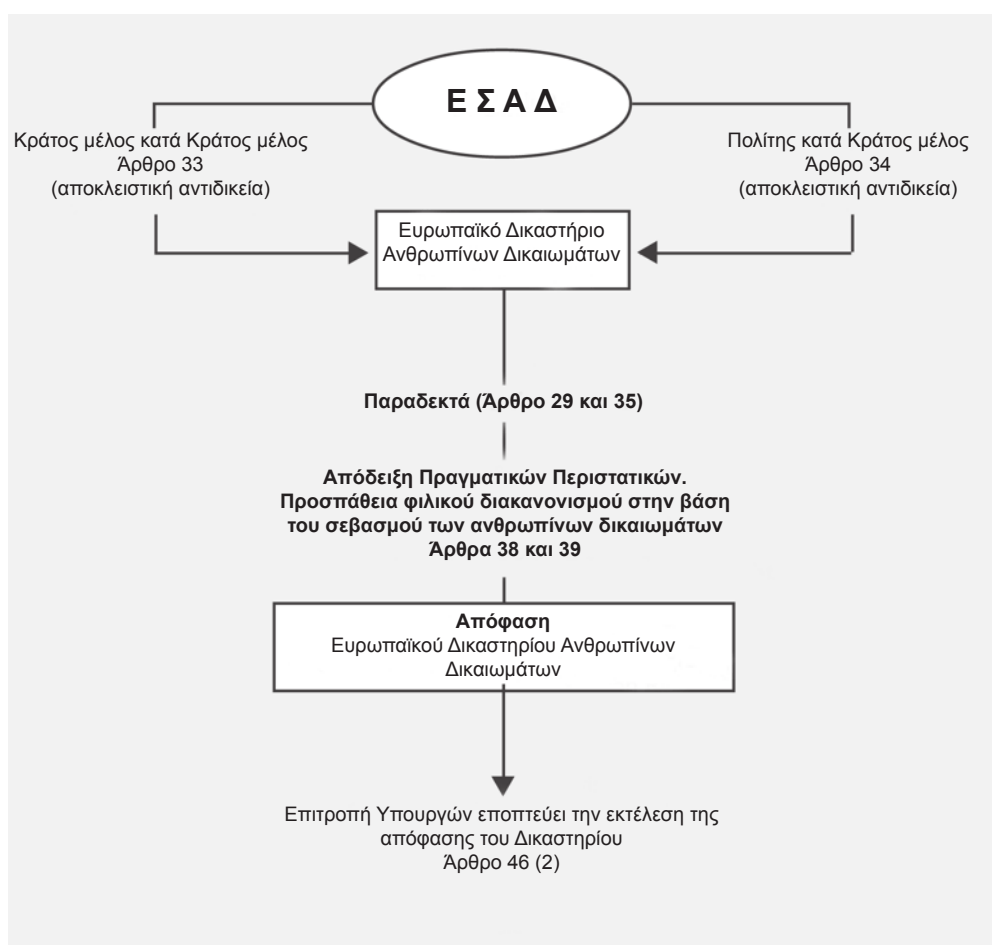 Ε Σ Α Δ
Κράτος μέλος κατά Κράτος μέλος
Άρθρο 33
(αποκλειστική αντιδικεία)
Πολίτης κατά Κράτος μέλος
Άρθρο 34
(αποκλειστική αντιδικεία)
Ευρωπαϊκό Δικαστήριο
Ανθρωπίνων Δικαιωμάτων
Παραδεκτά (Άρθρο 29 και 35)
Απόδειξη Πραγματικών Περιστατικών.
Προσπάθεια φιλικού διακανονισμού στην βάση
του σεβασμού των ανθρωπίνων δικαιωμάτων
Άρθρα 38 και 39
Απόφαση
Ευρωπαϊκού Δικαστηρίου Ανθρωπίνων
Δικαιωμάτων
Επιτροπή Υπουργών εποπτεύει την εκτέλεση της
απόφασης του Δικαστηρίου
Άρθρο 46 (2)